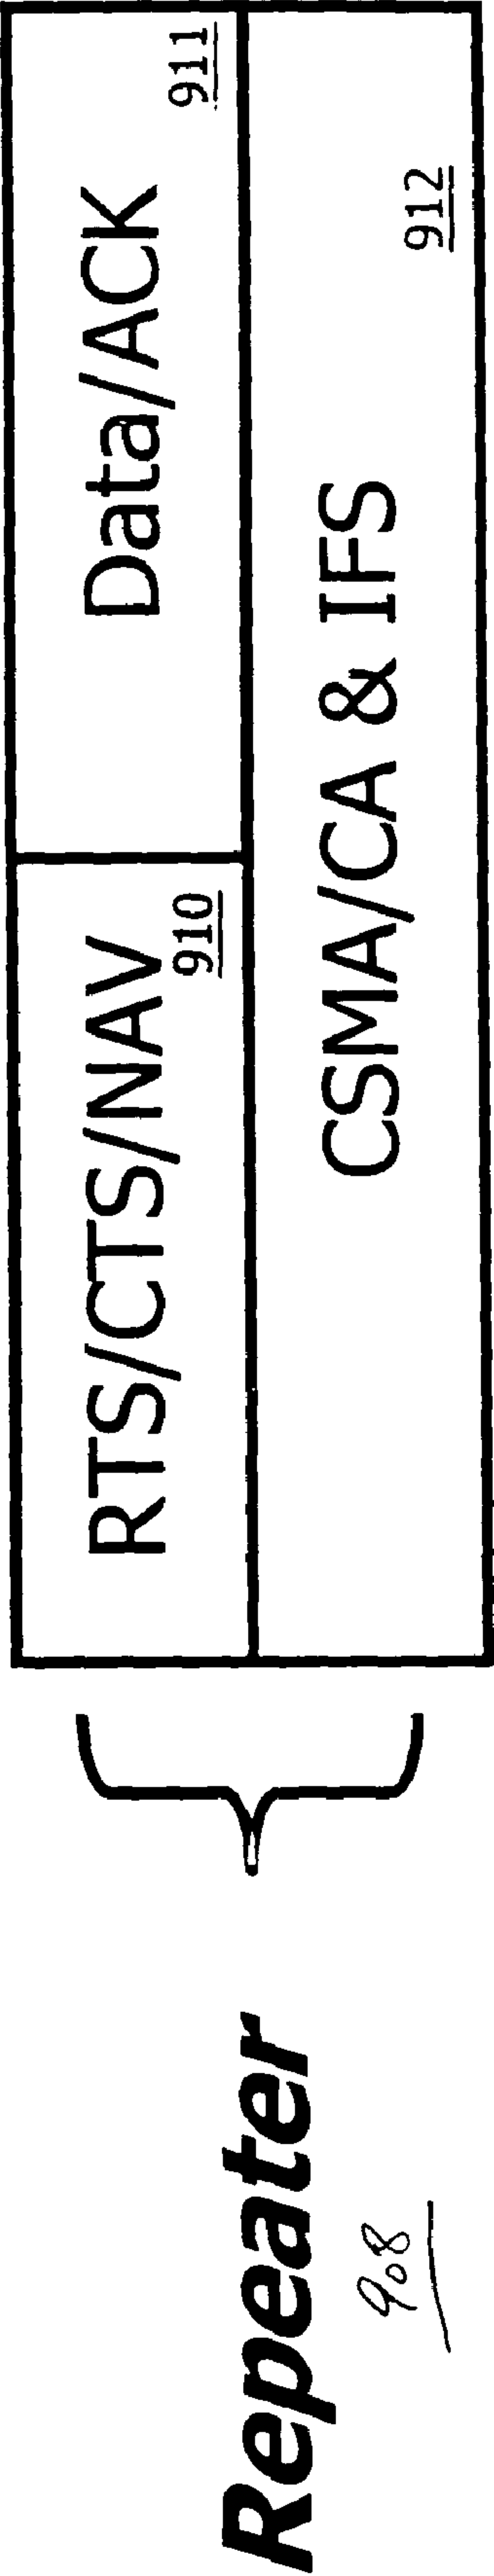 Repeater
908
RTS/CTS/NAV
910
Data/ACK
911
CSMA/CA & IFS
912